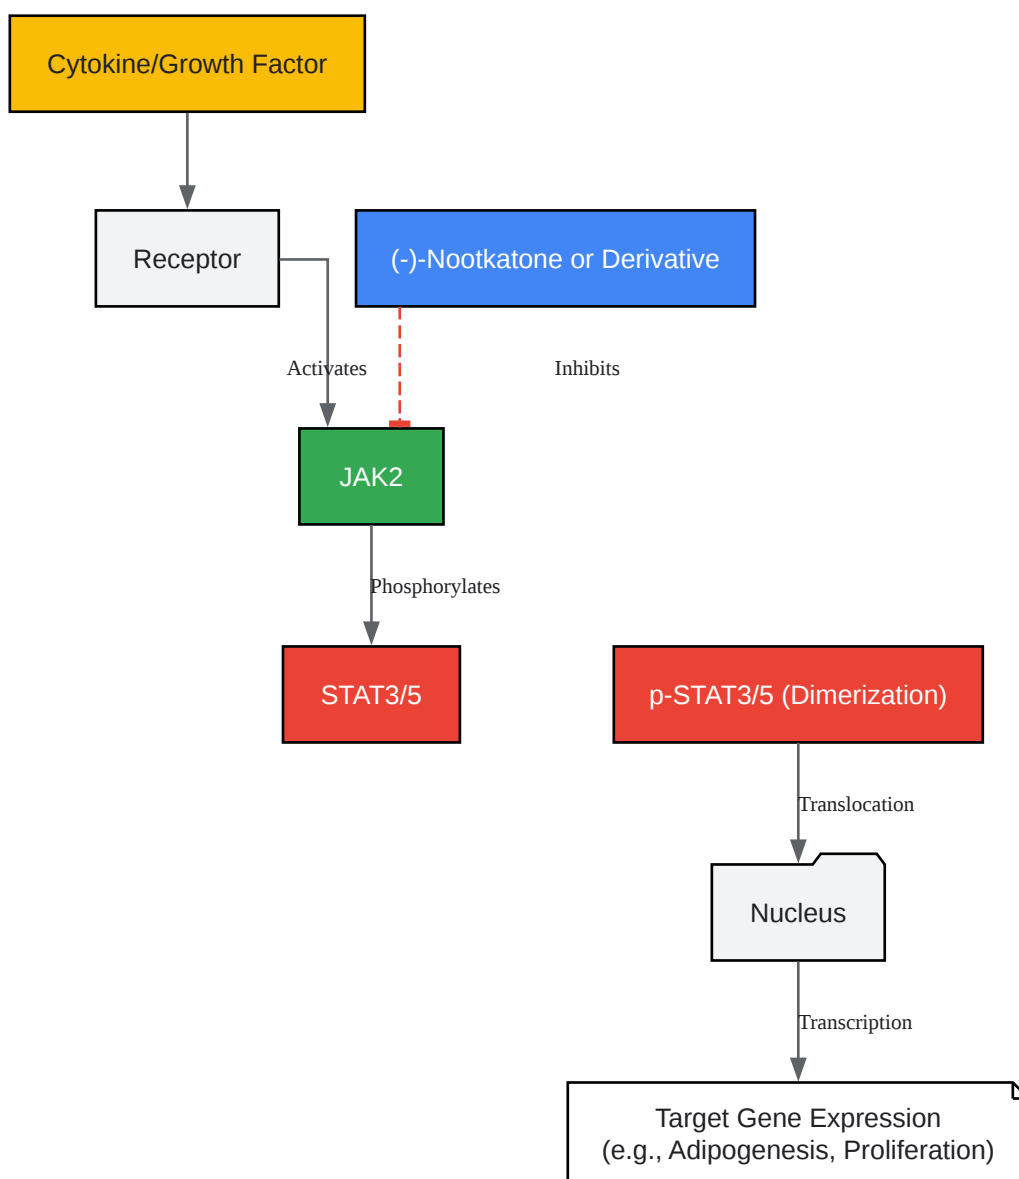 Cytokine/Growth Factor
Receptor
(-)-Nootkatone or Derivative
Activates
Inhibits
JAK2
Phosphorylates
STAT3/5
p-STAT3/5 (Dimerization)
Translocation
Nucleus
Transcription
Target Gene Expression
(e.g., Adipogenesis, Proliferation)